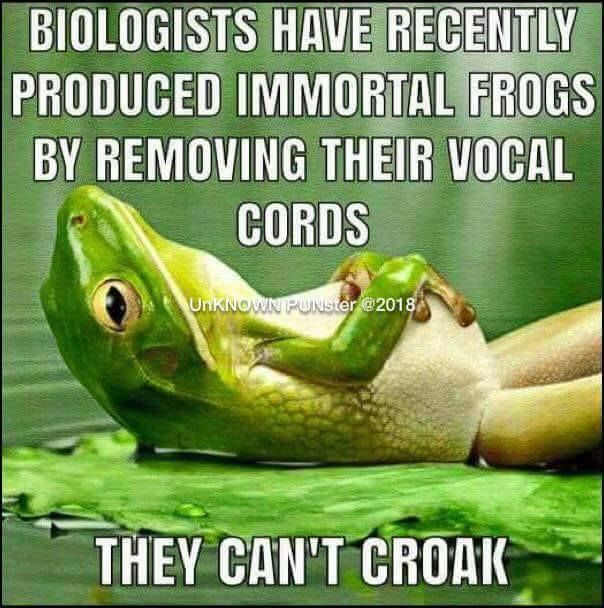 BIOLOGISTS HAVE RECENTLY
PRODUCED IMMORTAL FROGS
BY REMOVING THEIR VOCAL
CORDS
UnKNOWN PUNster @2018
THEY CAN'T CROAK